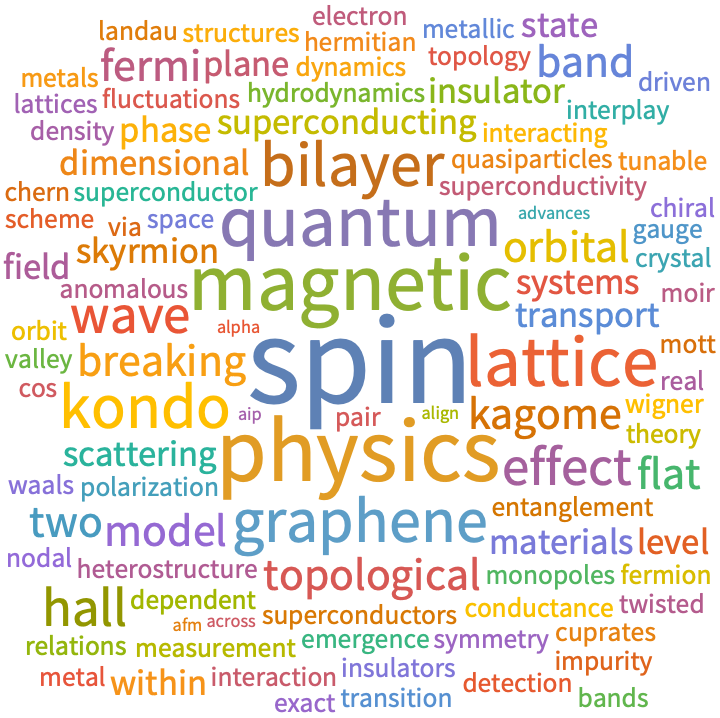 electron
landau structures metallic state
hermitian
fermi plane topology band
metals dynamics driven
lattices fluctuations hydrodynamics insulator interplay
density phase superconducting interacting
dimensional bilayer quasiparticles tunable
chern superconductor superconductivity
scheme via space quantum advances chiral
gauge
skyrmion orbital crystal
field magnetic systems
anomalous moir
wave transport
orbit alpha mott
valley breaking spin lattice
cos real
kondo aip pair align kagome wigner
theory
scattering physics effect flat
waals polarization
two model graphene entanglement
materials level
nodal heterostructure topological monopoles fermion
hall dependent superconductors conductance twisted
afm across
relations measurement emergence symmetry cuprates
impurity
metal within interaction insulators detection
exact transition bands